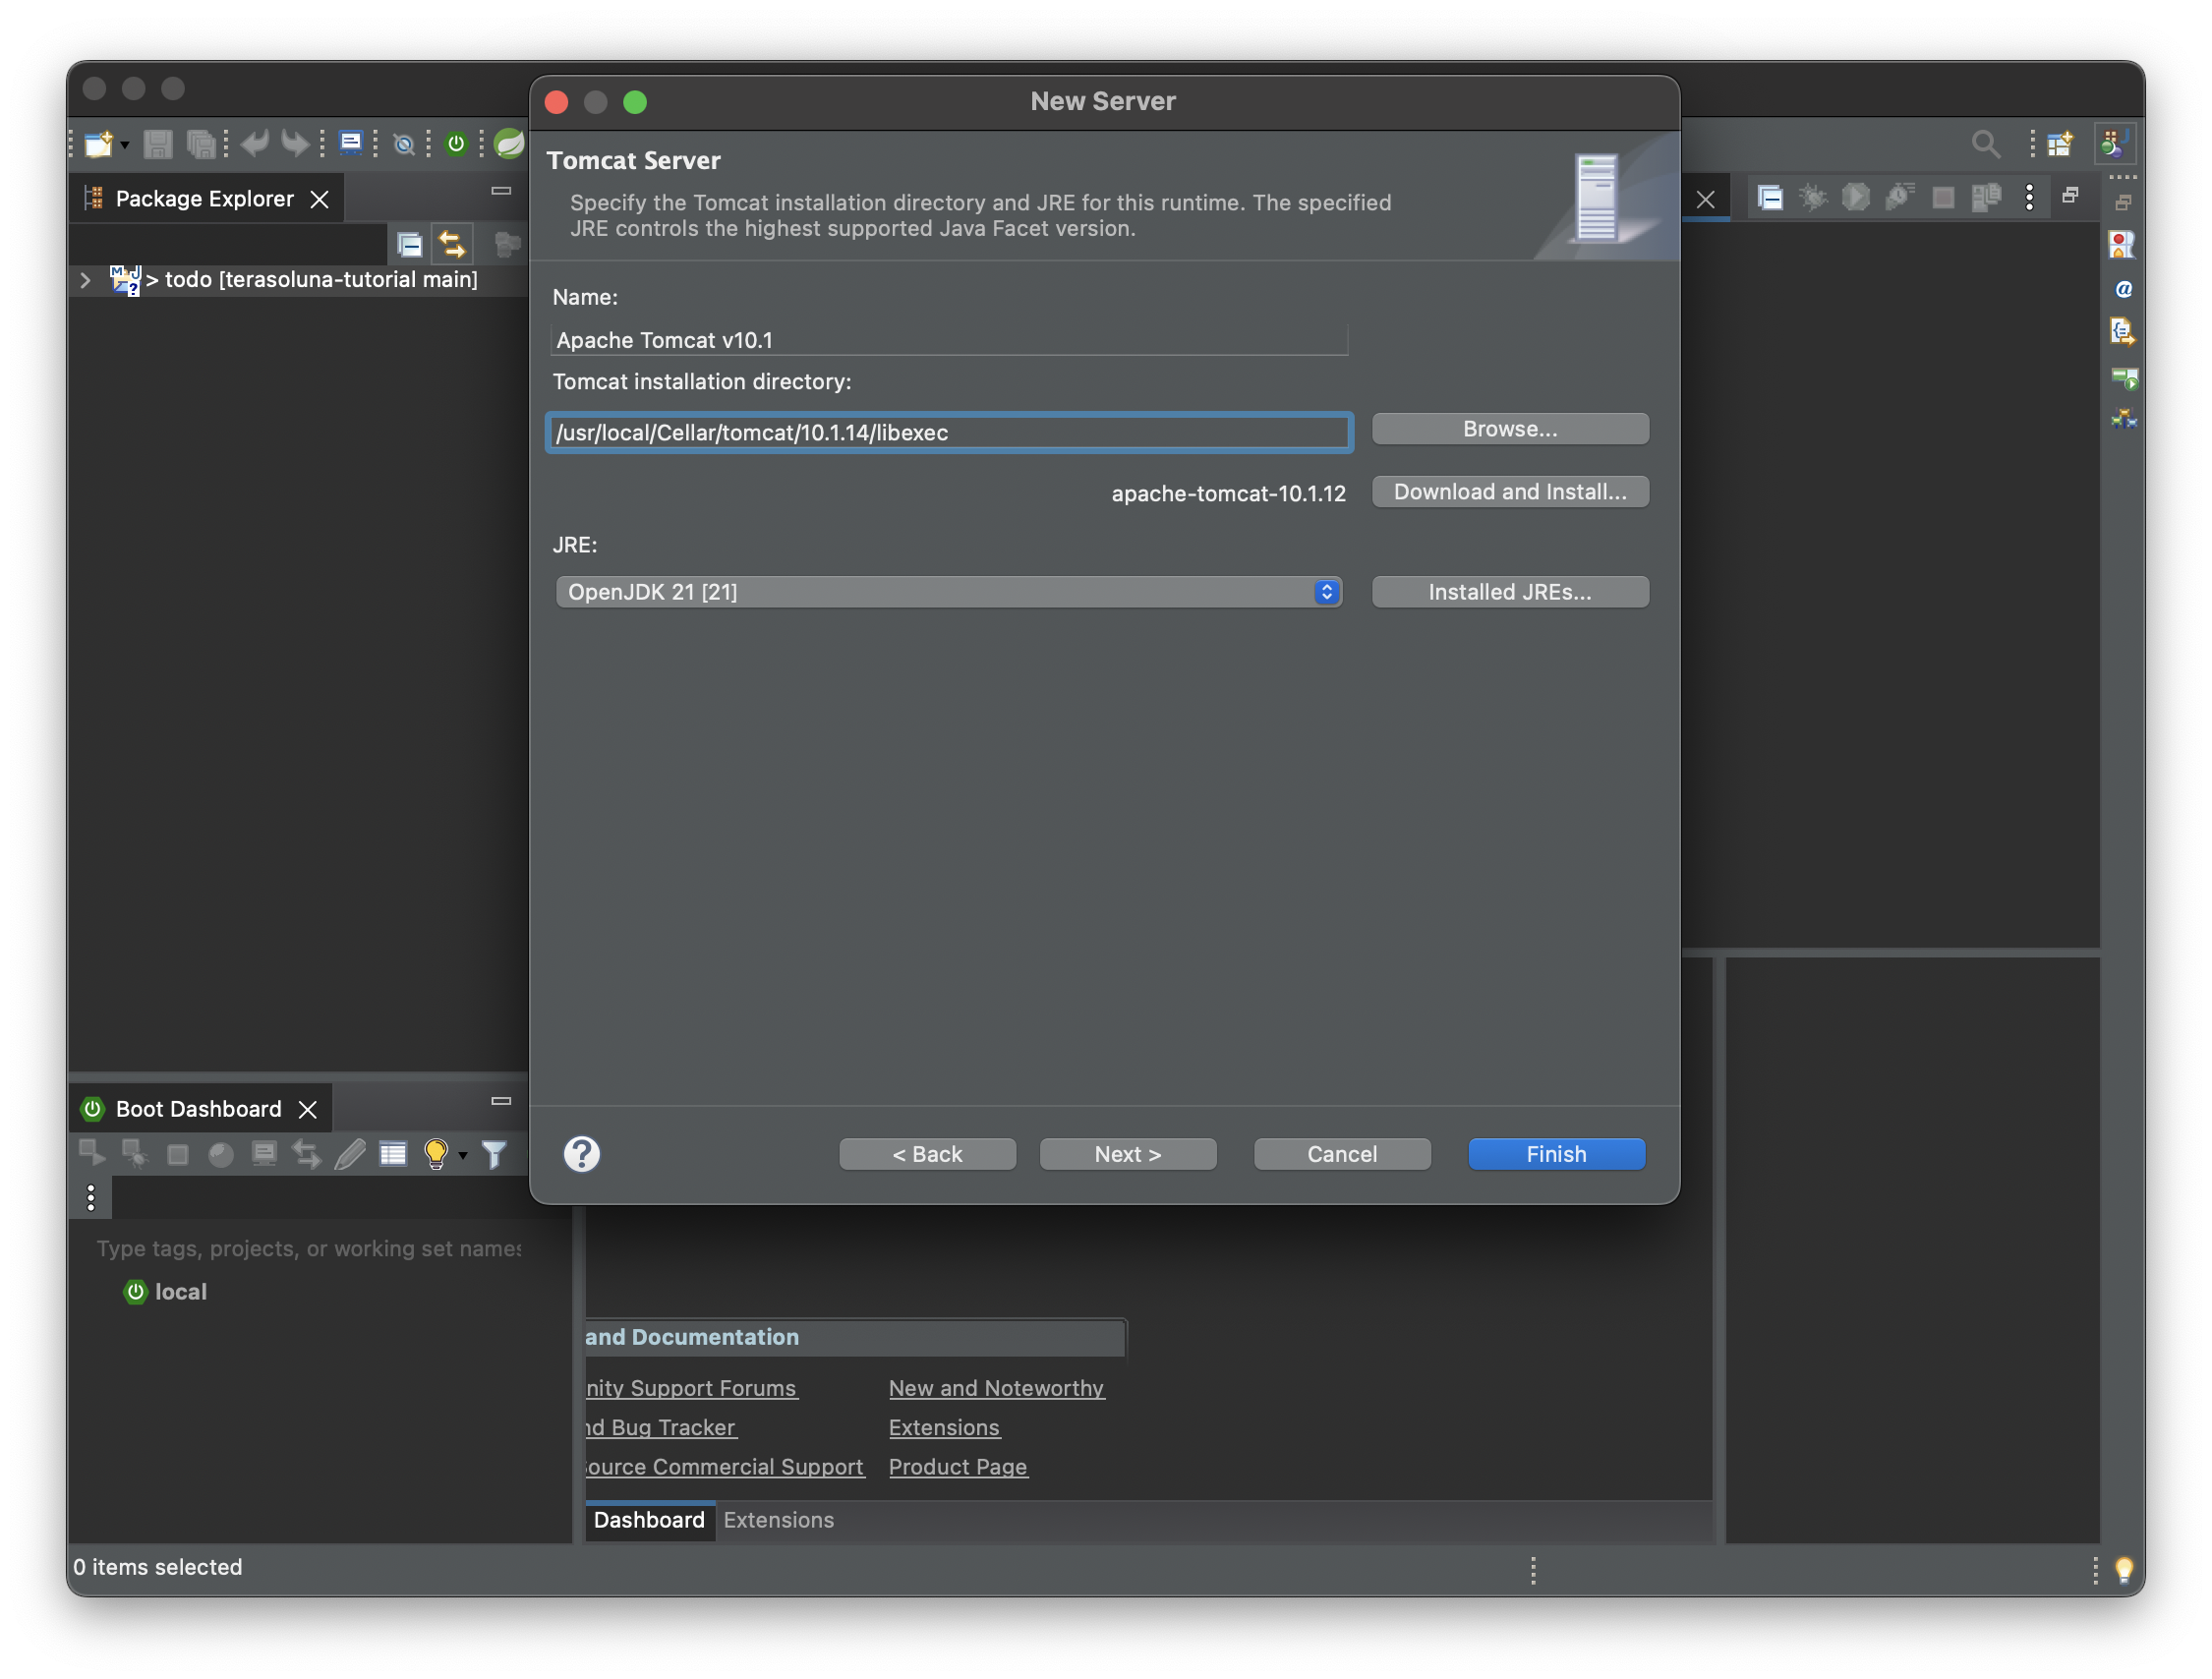 New Server
Package Explorer
> todo [terasoluna-tutorial main]
Tomcat Server
Specify the Tomcat installation directory and JRE for this runtime. The specified
JRE controls the highest supported Java Facet version.
Name:
Apache Tomcat v10.1
Tomcat installation directory:
/usr/local/Cellar/tomcat/10.1.14/libexec
Browse...
apache-tomcat-10.1.12
Download and Install...
JRE:
OpenJDK 21 [21]
Installed JREs...
< Back
Next >
Cancel
Finish
Boot Dashboard
Type tags, projects, or working set names
local
and Documentation
nity Support Forums
New and Noteworthy
nd Bug Tracker
Extensions
ource Commercial Support
Product Page
Dashboard
Extensions
0 items selected